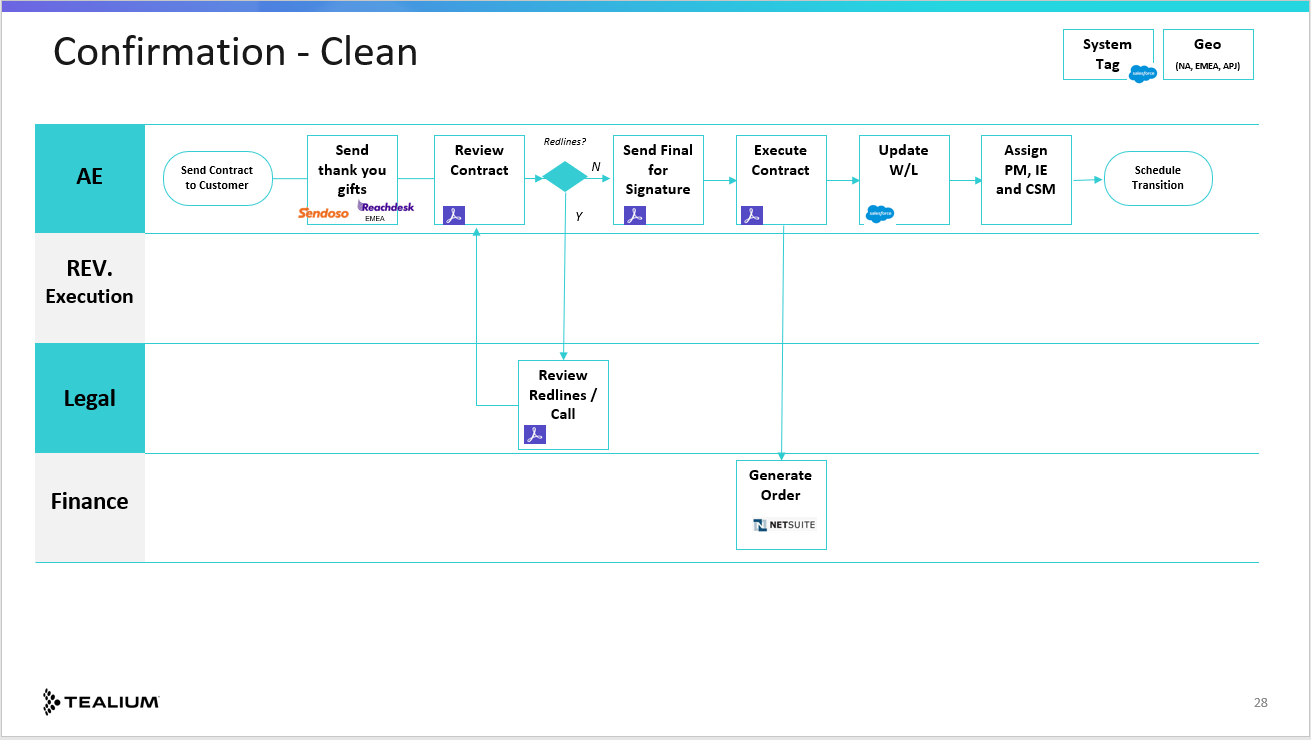 Confirmation - Clean
System
Tag
salesforce
Geo
(NA, EMEA, APJ)
AE
Send Contract
to Customer
Send
thank you
gifts
Sendoso
Reachdesk
EMEA
Review
Contract
Redlines?
N
Y
Send Final
for
Signature
Execute
Contract
Update
W/L
salesforce
Assign
PM, IE
and CSM
Schedule
Transition
REV.
Execution
Legal
Review
Redlines /
Call
Finance
Generate
Order
NETSUITE
TEALIUM
28